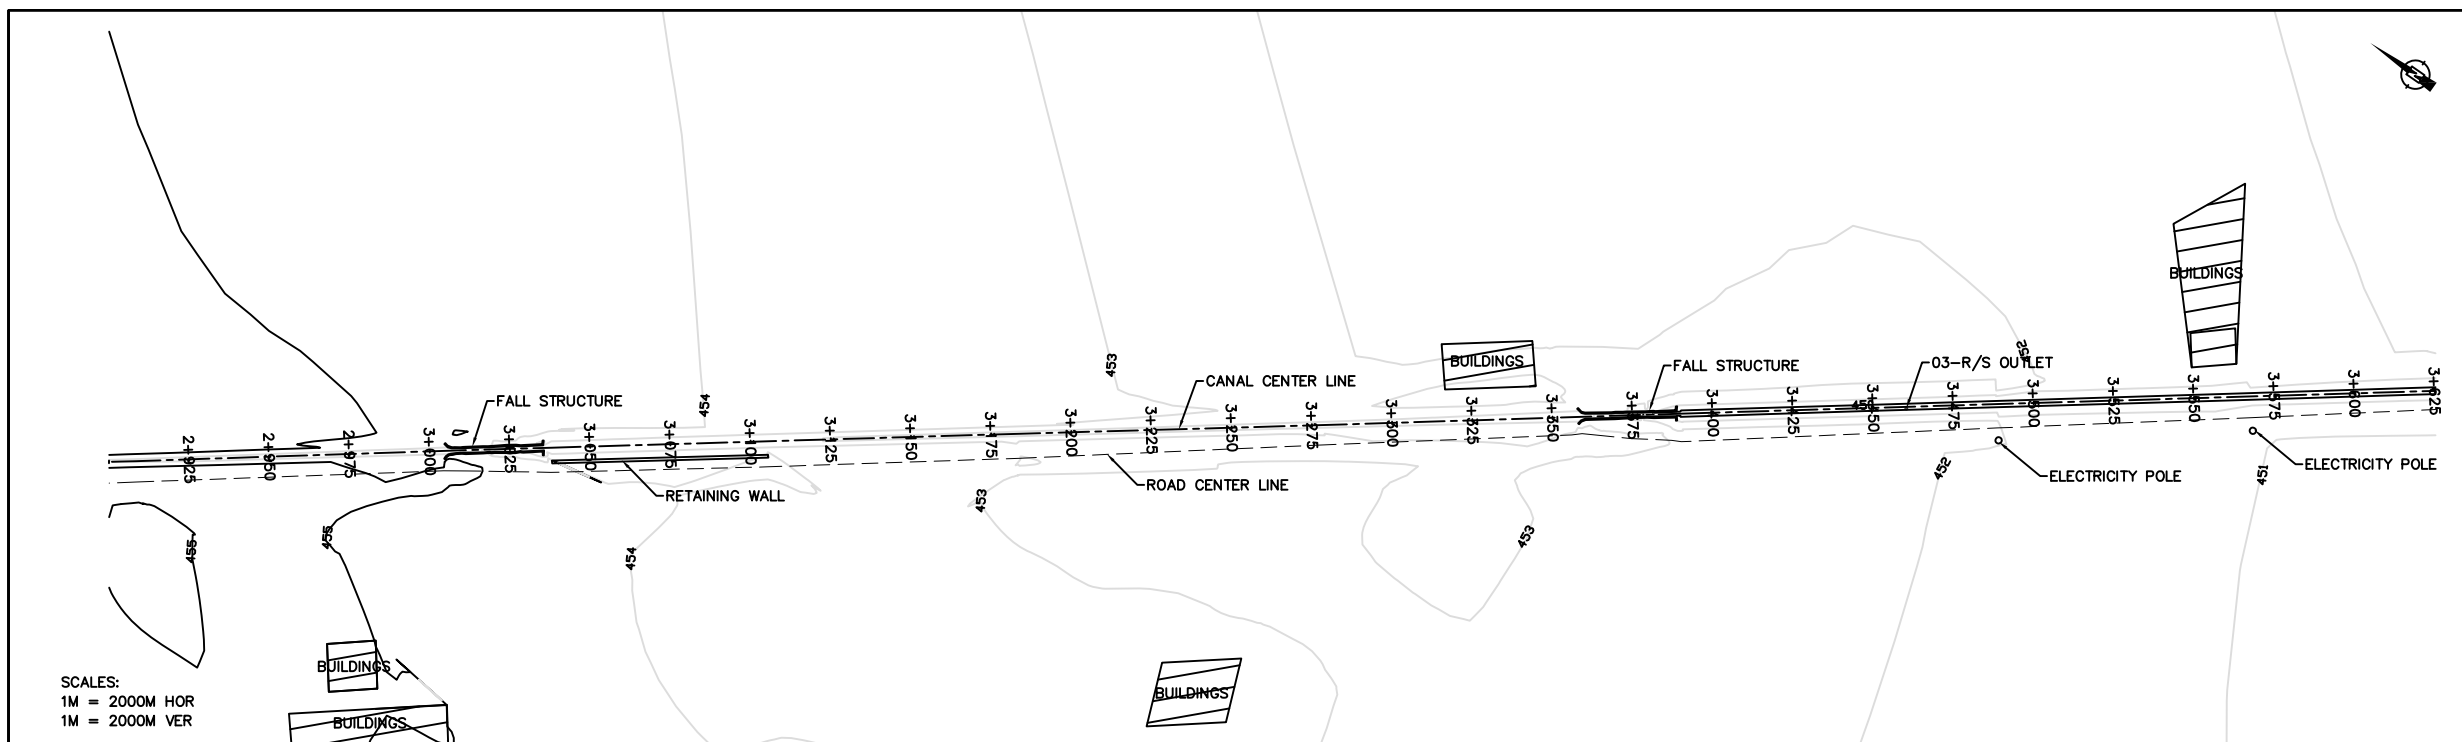 BUILDINGS
452
BUILDINGS
453
CANAL CENTER LINE
FALL STRUCTURE
03-R/S OUTLET
FALL STRUCTURE
454
2+925
2+950
2+975
3+000
3+025
3+050
3+075
3+100
3+125
3+150
3+175
3+200
3+225
3+250
3+275
3+300
3+325
3+350
3+375
3+400
3+425
3+450
3+475
3+500
3+525
3+550
3+575
3+600
3+625
RETAINING WALL
ROAD CENTER LINE
ELECTRICITY POLE
ELECTRICITY POLE
453
452
451
455
455
454
453
BUILDINGS
BUILDINGS
BUILDINGS
SCALES:
1M = 2000M HOR
1M = 2000M VER